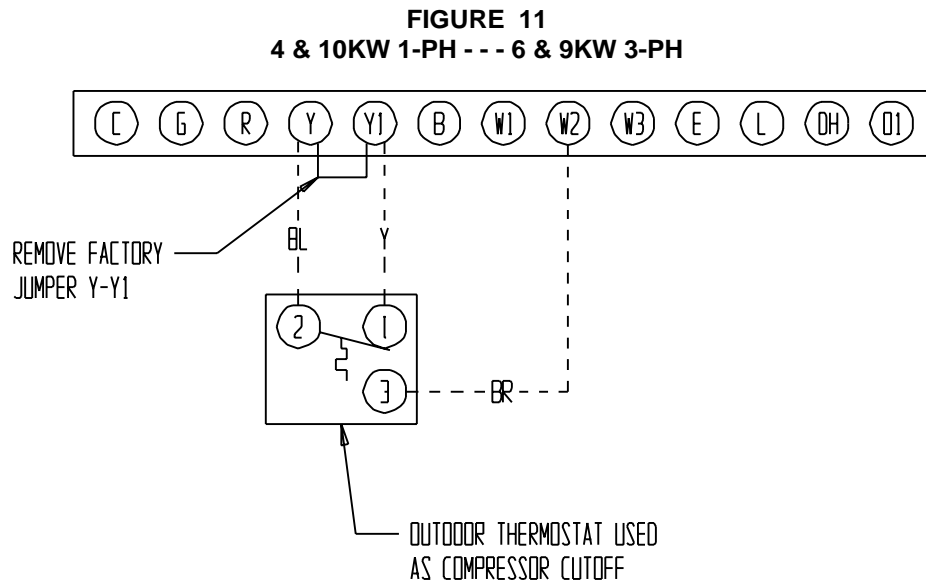 FIGURE 11
4 & 10KW 1-PH - - - 6 & 9KW 3-PH
C G R Y Y1 B W1 W2 W3 E L OH O1
REMOVE FACTORY
JUMPER Y-Y1
BL Y
2 1
3 BR
OUTDOOR THERMOSTAT USED
AS COMPRESSOR CUTOFF